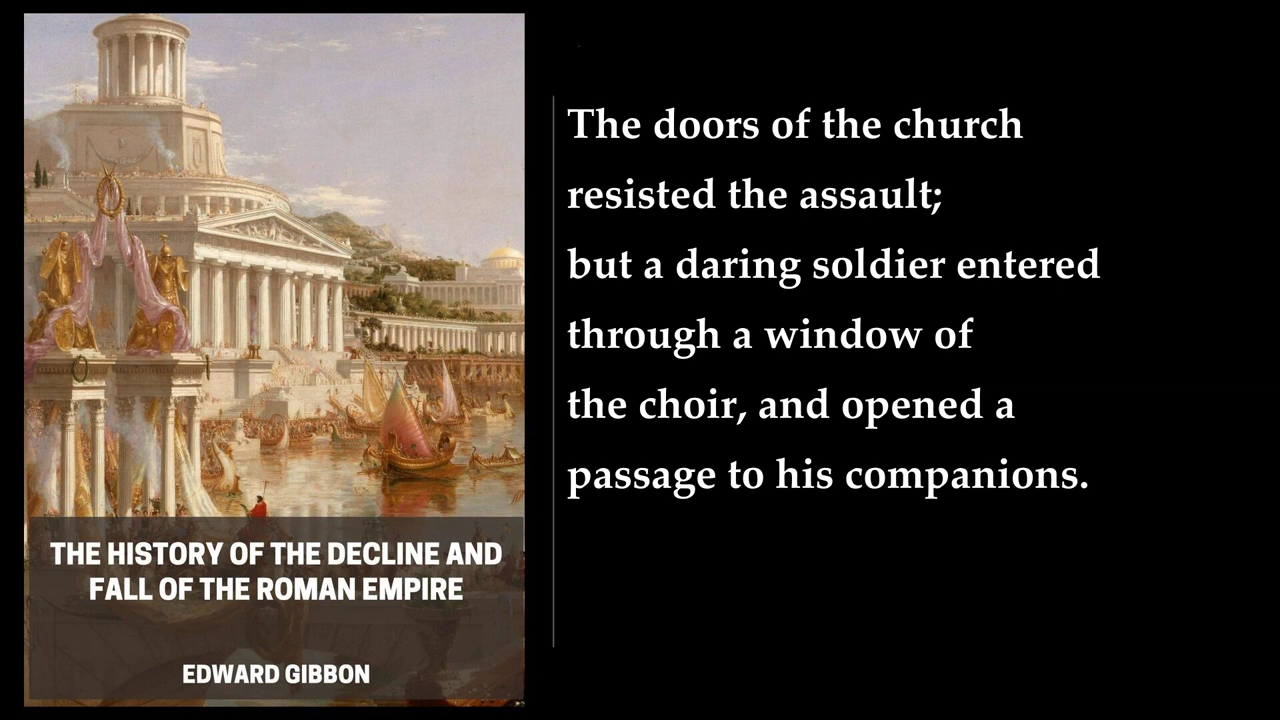 The doors of the church
resisted the assault;
but a daring soldier entered
through a window of
the choir, and opened a
passage to his companions.
THE HISTORY OF THE DECLINE AND
FALL OF THE ROMAN EMPIRE
EDWARD GIBBON